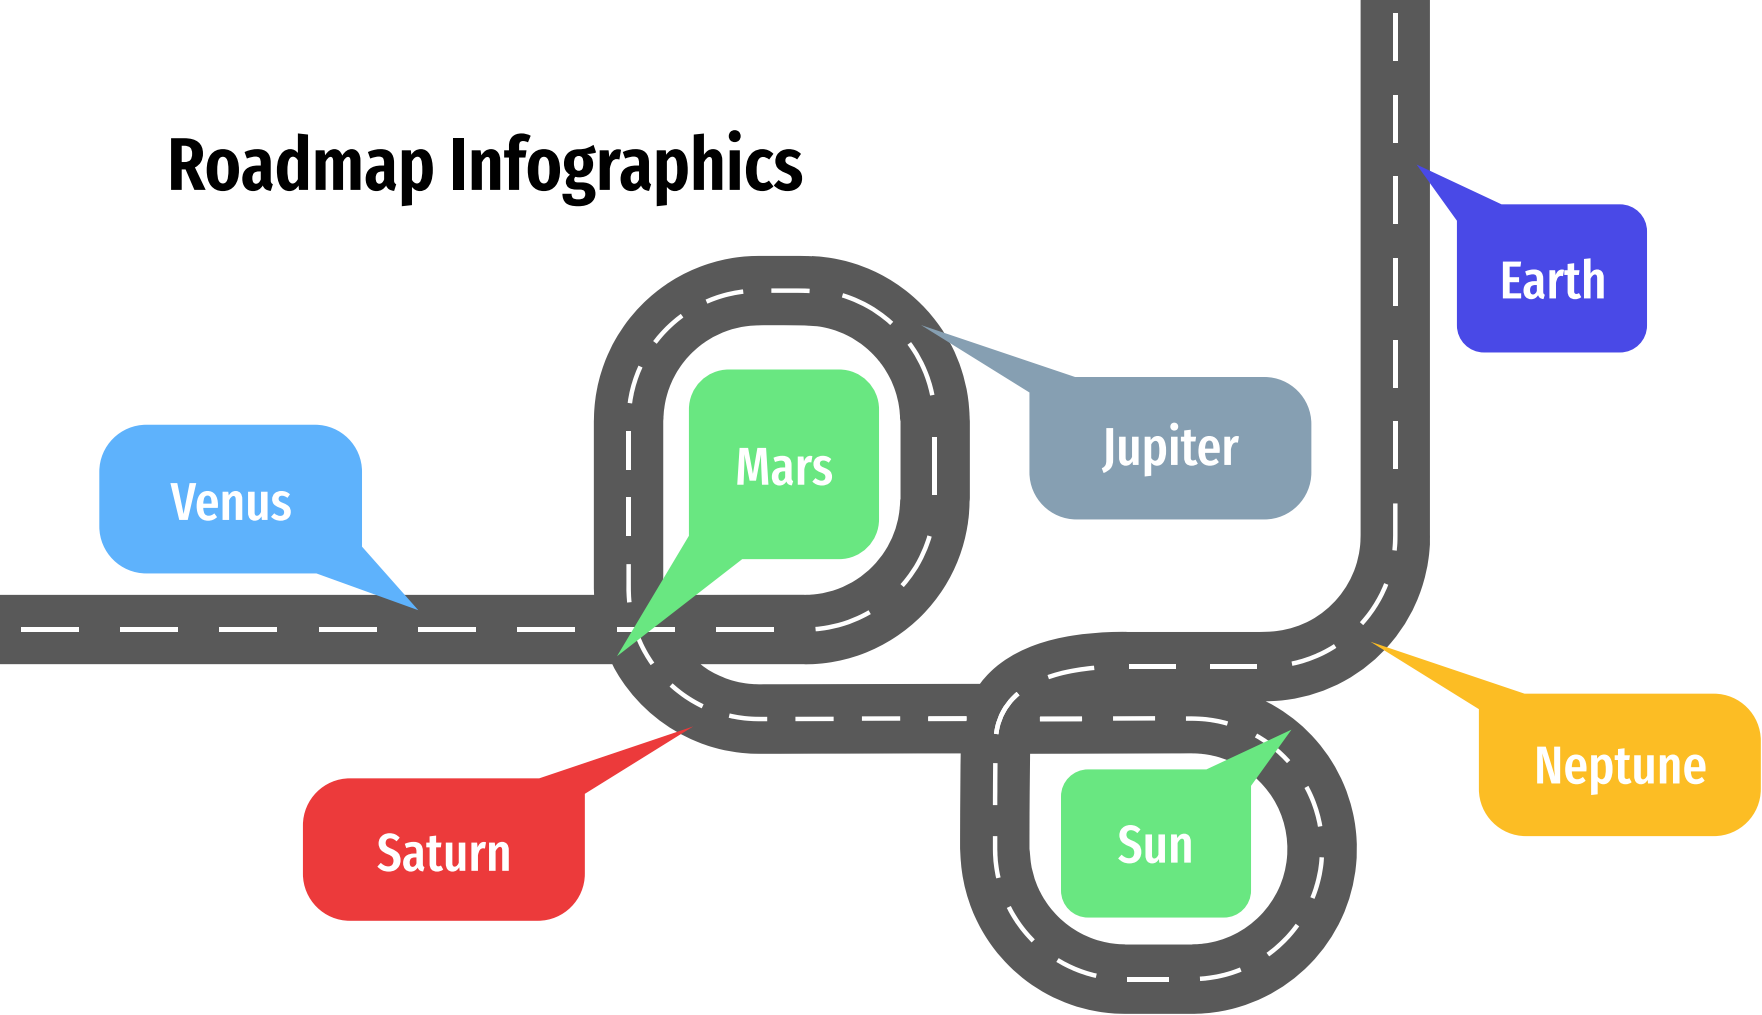 Roadmap Infographics
Earth
Jupiter
Mars
Venus
Neptune
Sun
Saturn